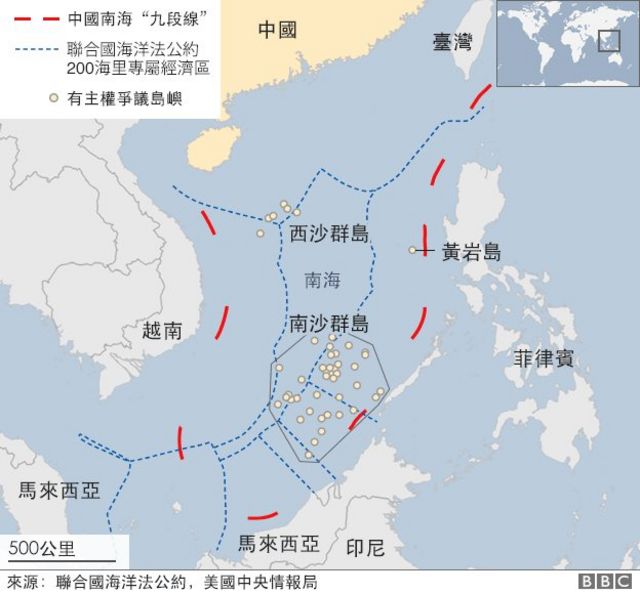 中國南海“九段線”
聯合國海洋法公約
200海里專屬經濟區
有主權爭議島嶼
中國
臺灣
西沙群島
黃岩島
南海
南沙群島
越南
菲律賓
馬來西亞
馬來西亞
印尼
500公里
來源：聯合國海洋法公約，美國中央情報局
BBC